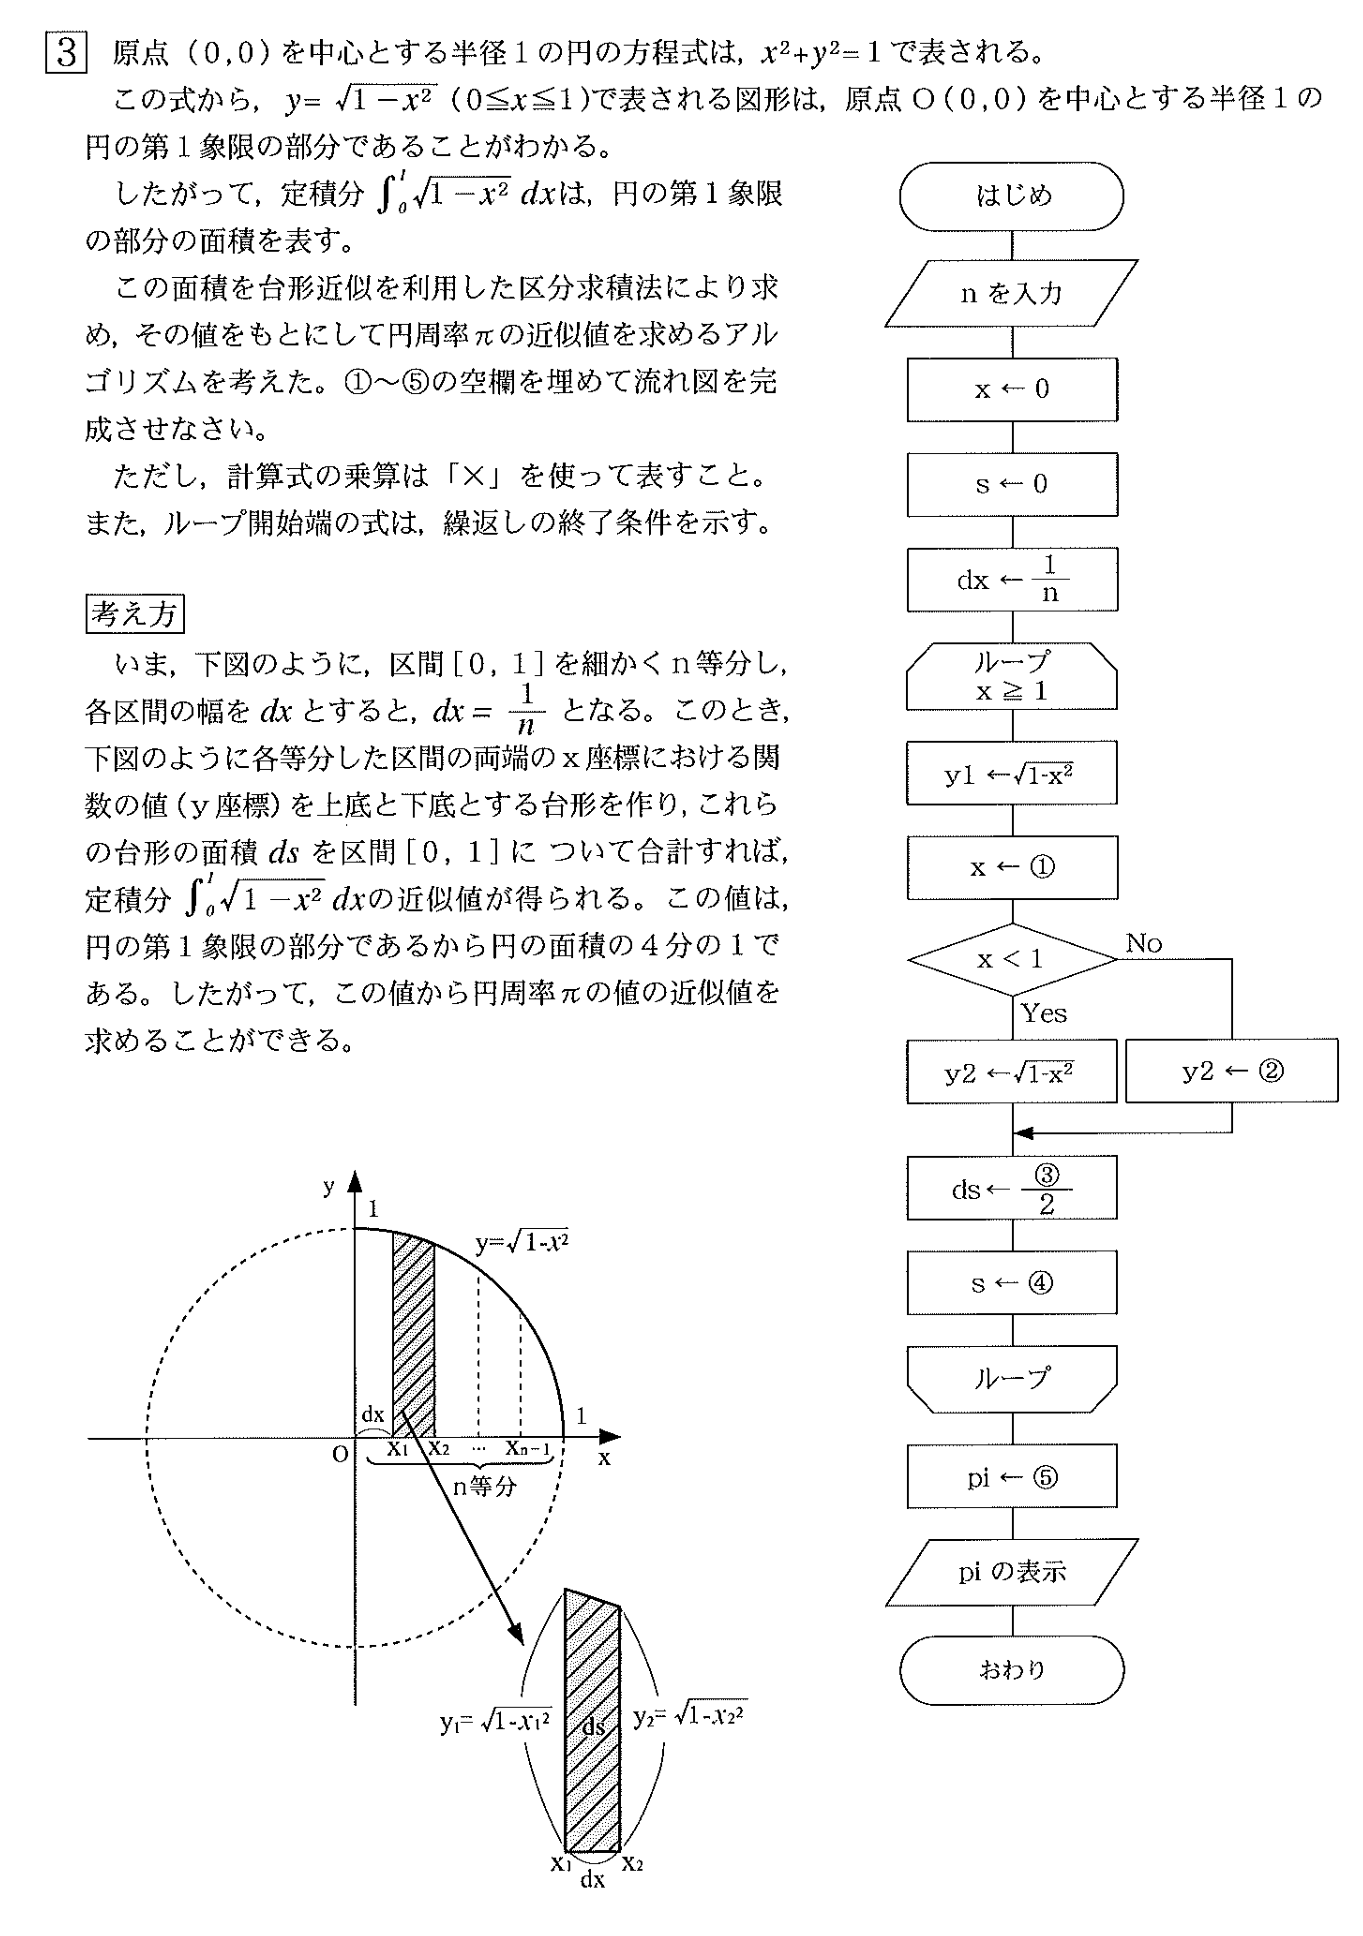 3 原点 (0,0) を中心とする半径1の円の方程式は, x²+y²=1で表される。
この式から, y= √1−x² (0≦x≦1)で表される図形は, 原点O(0,0) を中心とする半径1の
円の第1象限の部分であることがわかる。
したがって, 定積分 ∫₀¹√1−x² dxは, 円の第1象限
の部分の面積を表す。
この面積を台形近似を利用した区分求積法により求
め, その値をもとにして円周率πの近似値を求めるアル
ゴリズムを考えた。①～⑤の空欄を埋めて流れ図を完
成させなさい。
ただし, 計算式の乗算は「×」を使って表すこと。
また, ループ開始端の式は, 繰返しの終了条件を示す。
考え方
いま, 下図のように, 区間[0, 1]を細かくn等分し,
各区間の幅を dx とすると, dx = 1/n となる。このとき,
下図のように各等分した区間の両端のx座標における関
数の値(y座標)を上底と下底とする台形を作り, これら
の台形の面積 ds を区間[0, 1]に ついて合計すれば,
定積分 ∫₀¹√1−x² dxの近似値が得られる。この値は,
円の第1象限の部分であるから円の面積の4分の1で
ある。したがって, この値から円周率πの値の近似値を
求めることができる。
はじめ
n を入力
x ← 0
s ← 0
dx ← 1/n
ループ
x ≧ 1
y1 ←√1-x²
x ← ①
x < 1
No
Yes
y2 ←√1-x²
y2 ← ②
ds ← ③/2
s ← ④
ループ
pi ← ⑤
pi の表示
おわり
y
1
y=√1-x²
dx
1
O
x₁
x₂
…
xₙ₋₁
x
n等分
y₁= √1-x₁²
ds
y₂= √1-x₂²
x₁
x₂
dx